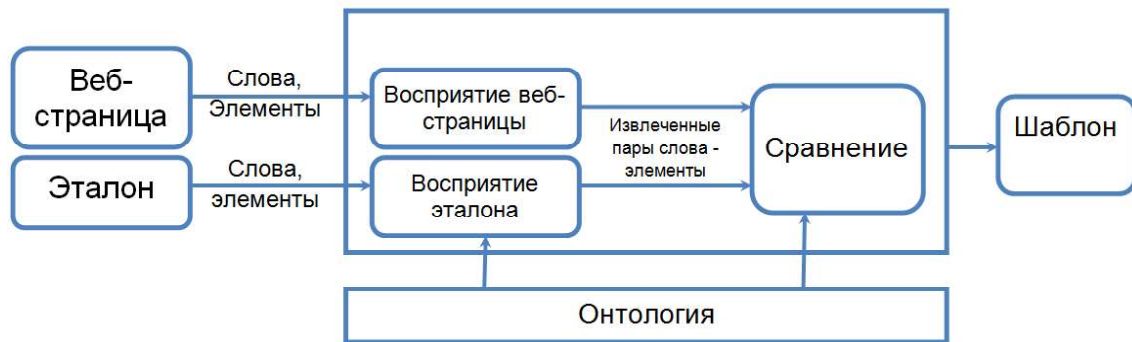 Веб-
страница
Слова,
Элементы
Восприятие веб-
страницы
Извлеченные
пары слова -
элементы
Сравнение
Шаблон
Эталон
Слова,
элементы
Восприятие
эталона
Онтология